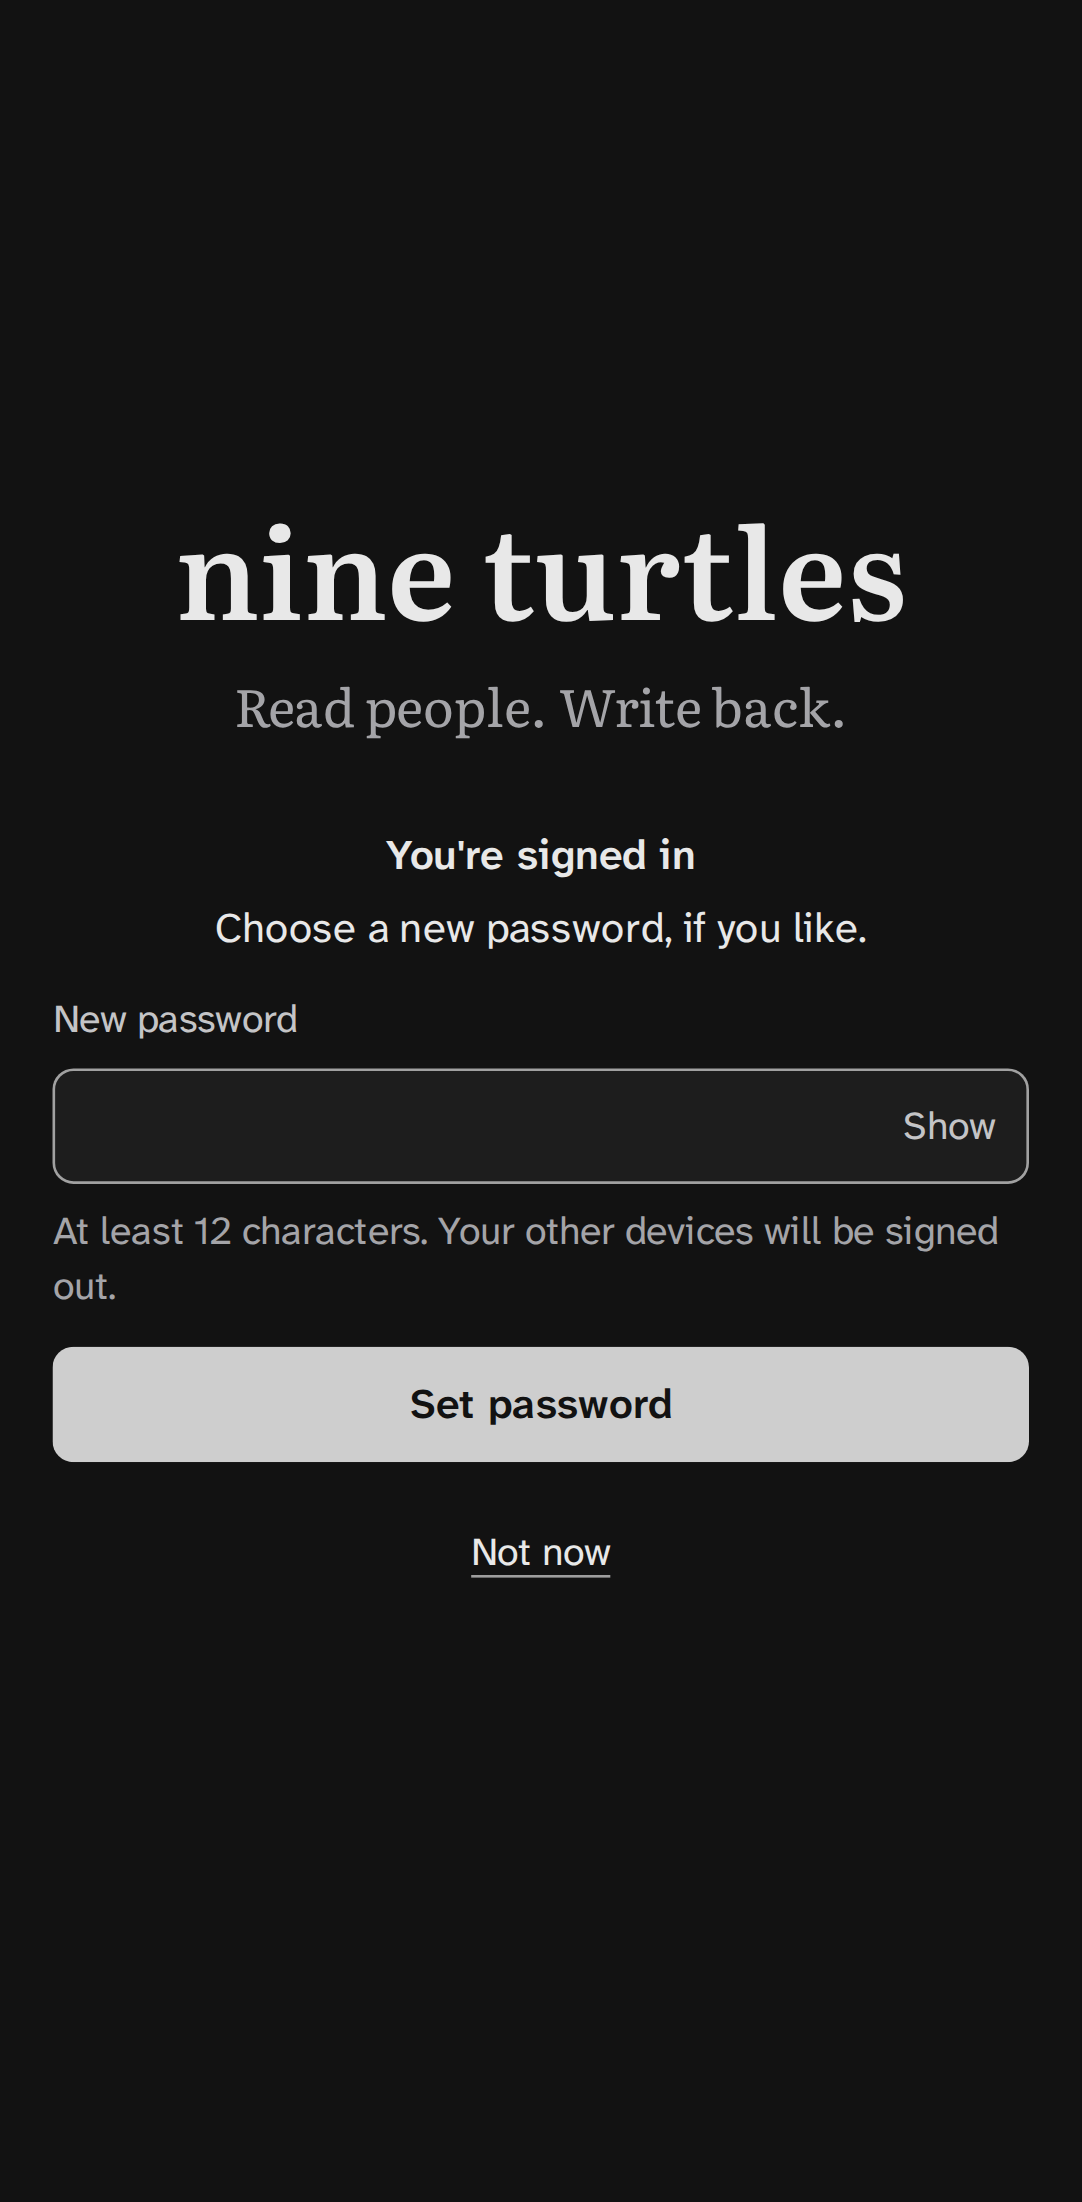 nine turtles
Read people. Write back.
You're signed in
Choose a new password, if you like.
New password
Show
At least 12 characters. Your other devices will be signed
out.
Set password
Not now